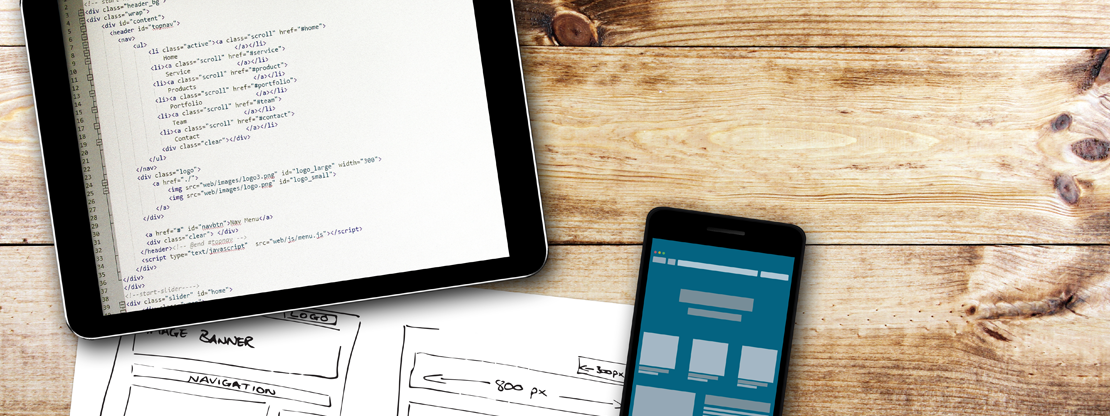 <div class="header_bg">
<div class="wrap">
<div id="content">
<header id="topnav">
<nav>
<ul>
<li class="active"><a class="scroll" href="#home">
Home </a></li>
<li><a class="scroll" href="#service">
Service </a></li>
<li><a class="scroll" href="#product">
Products </a></li>
<li><a class="scroll" href="#portfolio">
Portfolio </a></li>
<li><a class="scroll" href="#team">
Team </a></li>
<li><a class="scroll" href="#contact">
Contact </a></li>
<div class="clear"></div>
</ul>
</nav>
<div class="logo">
<a href="./">
<img src="web/images/logo3.png" id="logo_large" width="300">
<img src="web/images/logo.png" id="logo_small">
</a>
</div>
<a href="#" id="navbtn">Nav Menu</a>
<div class="clear"> </div>
</header><!-- @end #topnav -->
<script type="text/javascript" src="web/js/menu.js"></script>
</div>
</div>
</div>
<!--start-slider---->
<div class="slider" id="home">
LOGO
IMAGE BANNER
NAVIGATION
300px
800 px